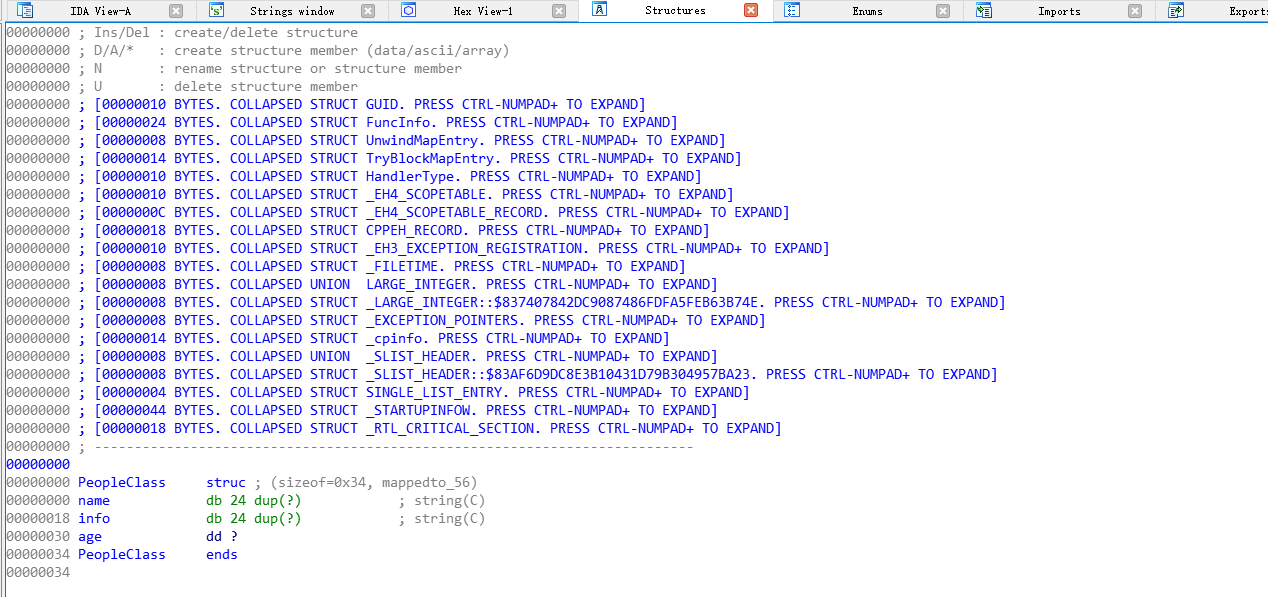 IDA View-A Strings window Hex View-1 Structures Enums Imports Exports
00000000 ; Ins/Del : create/delete structure
00000000 ; D/A/*   : create structure member (data/ascii/array)
00000000 ; N       : rename structure or structure member
00000000 ; U       : delete structure member
00000000 ; [00000010 BYTES. COLLAPSED STRUCT GUID. PRESS CTRL-NUMPAD+ TO EXPAND]
00000000 ; [00000024 BYTES. COLLAPSED STRUCT FuncInfo. PRESS CTRL-NUMPAD+ TO EXPAND]
00000000 ; [00000008 BYTES. COLLAPSED STRUCT UnwindMapEntry. PRESS CTRL-NUMPAD+ TO EXPAND]
00000000 ; [00000014 BYTES. COLLAPSED STRUCT TryBlockMapEntry. PRESS CTRL-NUMPAD+ TO EXPAND]
00000000 ; [00000010 BYTES. COLLAPSED STRUCT HandlerType. PRESS CTRL-NUMPAD+ TO EXPAND]
00000000 ; [00000010 BYTES. COLLAPSED STRUCT _EH4_SCOPETABLE. PRESS CTRL-NUMPAD+ TO EXPAND]
00000000 ; [0000000C BYTES. COLLAPSED STRUCT _EH4_SCOPETABLE_RECORD. PRESS CTRL-NUMPAD+ TO EXPAND]
00000000 ; [00000018 BYTES. COLLAPSED STRUCT CPPEH_RECORD. PRESS CTRL-NUMPAD+ TO EXPAND]
00000000 ; [00000010 BYTES. COLLAPSED STRUCT _EH3_EXCEPTION_REGISTRATION. PRESS CTRL-NUMPAD+ TO EXPAND]
00000000 ; [00000008 BYTES. COLLAPSED STRUCT _FILETIME. PRESS CTRL-NUMPAD+ TO EXPAND]
00000000 ; [00000008 BYTES. COLLAPSED UNION  LARGE_INTEGER. PRESS CTRL-NUMPAD+ TO EXPAND]
00000000 ; [00000008 BYTES. COLLAPSED STRUCT _LARGE_INTEGER::$837407842DC9087486FDFA5FEB63B74E. PRESS CTRL-NUMPAD+ TO EXPAND]
00000000 ; [00000008 BYTES. COLLAPSED STRUCT _EXCEPTION_POINTERS. PRESS CTRL-NUMPAD+ TO EXPAND]
00000000 ; [00000014 BYTES. COLLAPSED STRUCT _cpinfo. PRESS CTRL-NUMPAD+ TO EXPAND]
00000000 ; [00000008 BYTES. COLLAPSED UNION  _SLIST_HEADER. PRESS CTRL-NUMPAD+ TO EXPAND]
00000000 ; [00000008 BYTES. COLLAPSED STRUCT _SLIST_HEADER::$83AF6D9DC8E3B10431D79B304957BA23. PRESS CTRL-NUMPAD+ TO EXPAND]
00000000 ; [00000004 BYTES. COLLAPSED STRUCT SINGLE_LIST_ENTRY. PRESS CTRL-NUMPAD+ TO EXPAND]
00000000 ; [00000044 BYTES. COLLAPSED STRUCT _STARTUPINFOW. PRESS CTRL-NUMPAD+ TO EXPAND]
00000000 ; [00000018 BYTES. COLLAPSED STRUCT _RTL_CRITICAL_SECTION. PRESS CTRL-NUMPAD+ TO EXPAND]
00000000 ; ---------------------------------------------------------------------------
00000000
00000000 PeopleClass     struc ; (sizeof=0x34, mappedto_56)
00000000 name            db 24 dup(?)            ; string(C)
00000018 info            db 24 dup(?)            ; string(C)
00000030 age             dd ?
00000034 PeopleClass     ends
00000034